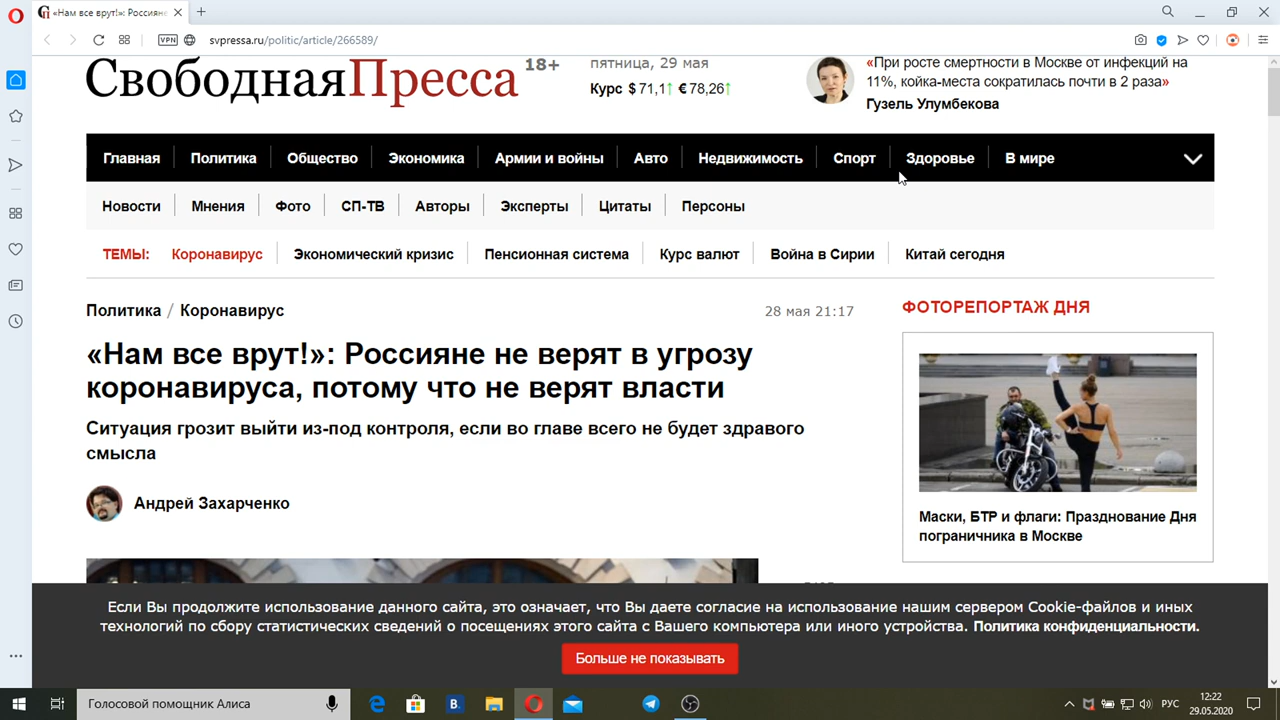 «Нам все врут!»: Россияне
VPN
svpressa.ru/politic/article/266589/
СвободнаяПресса 18+
пятница, 29 мая
Курс $ 71,1↑ € 78,26↑
«При росте смертности в Москве от инфекций на
11%, койка-места сократилась почти в 2 раза»
Гузель Улумбекова
Главная Политика Общество Экономика Армии и войны Авто Недвижимость Спорт Здоровье В мире
Новости Мнения Фото СП-ТВ Авторы Эксперты Цитаты Персоны
ТЕМЫ: Коронавирус Экономический кризис Пенсионная система Курс валют Война в Сирии Китай сегодня
Политика / Коронавирус
28 мая 21:17
«Нам все врут!»: Россияне не верят в угрозу
коронавируса, потому что не верят власти
Ситуация грозит выйти из-под контроля, если во главе всего не будет здравого
смысла
Андрей Захарченко
ФОТОРЕПОРТАЖ ДНЯ
Маски, БТР и флаги: Празднование Дня
пограничника в Москве
Если Вы продолжите использование данного сайта, это означает, что Вы даете согласие на использование нашим сервером Cookie-файлов и иных
технологий по сбору статистических сведений о посещениях этого сайта с Вашего компьютера или иного устройства. Политика конфиденциальности.
Больше не показывать
Голосовой помощник Алиса
РУС
12:22
29.05.2020